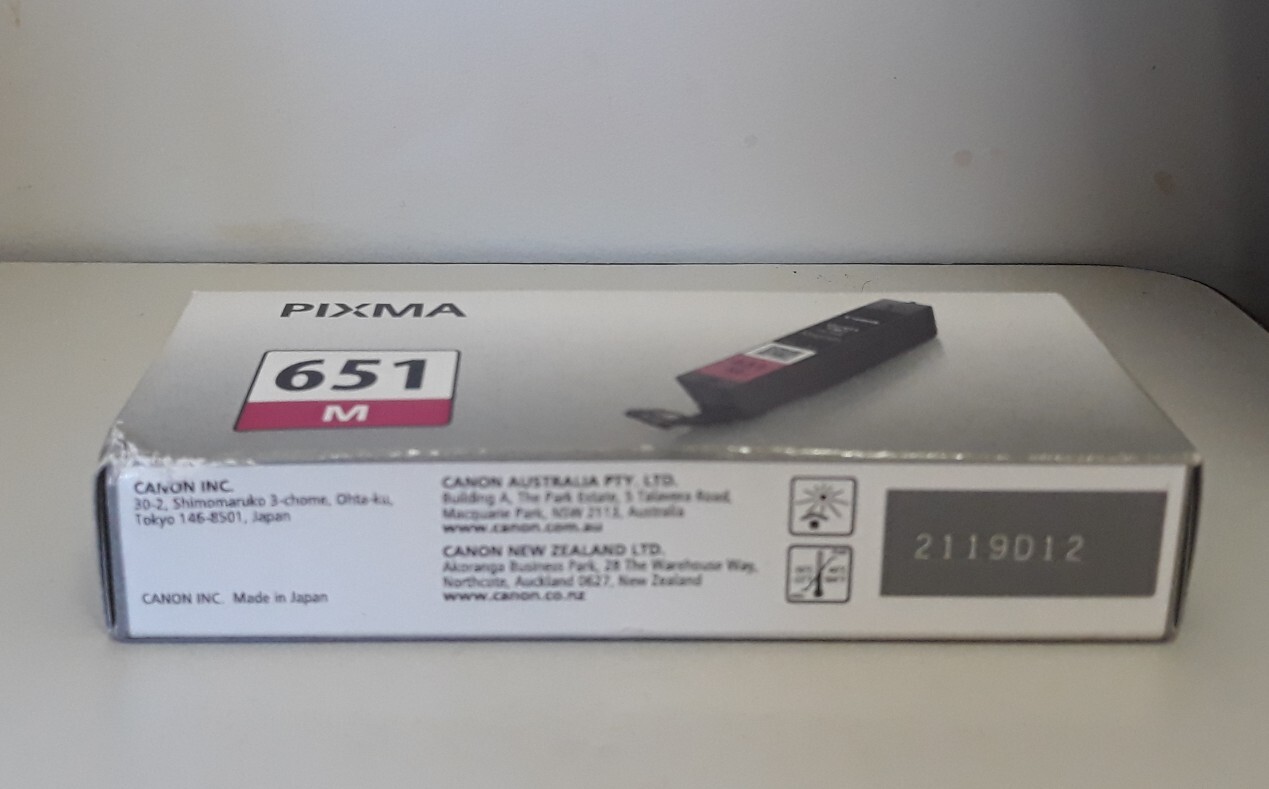 PIXMA
651
M
CANON INC.
30-2, Shimomaruko 3-chome, Ohta-ku,
Tokyo 146-8501, Japan
CANON INC. Made in Japan
CANON AUSTRALIA PTY. LTD.
Building A, The Park Estate, 5 Talavera Road,
Macquarie Park, NSW 2113, Australia
www.canon.com.au
CANON NEW ZEALAND LTD.
Akoranga Business Park, 28 The Warehouse Way,
Northcote, Auckland 0627, New Zealand
www.canon.co.nz
2119D12